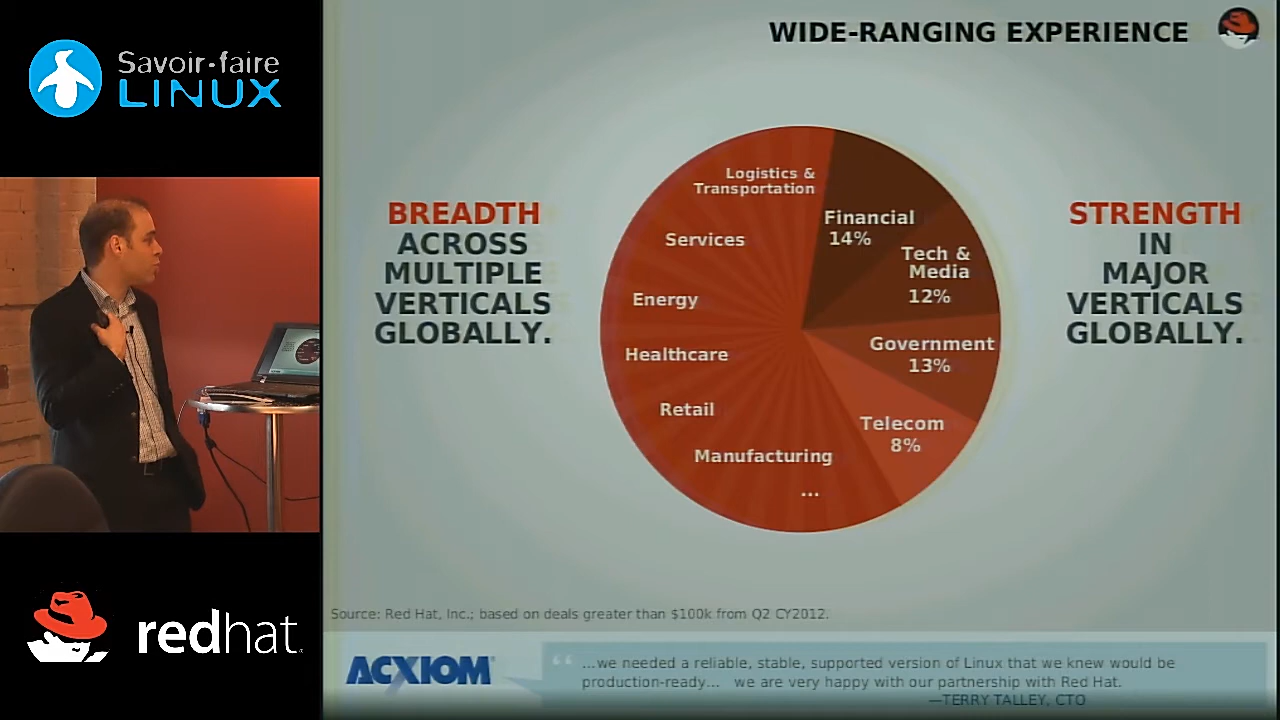 Savoir-faire
LINUX
redhat.
WIDE-RANGING EXPERIENCE
BREADTH
ACROSS
MULTIPLE
VERTICALS
GLOBALLY.
Logistics &
Transportation
Services
Energy
Healthcare
Retail
Manufacturing
...
Financial
14%
Tech &
Media
12%
Government
13%
Telecom
8%
STRENGTH
IN
MAJOR
VERTICALS
GLOBALLY.
Source: Red Hat, Inc.; based on deals greater than $100k from Q2 CY2012.
ACXIOM
“ ...we needed a reliable, stable, supported version of Linux that we knew would be
production-ready... we are very happy with our partnership with Red Hat.
—TERRY TALLEY, CTO